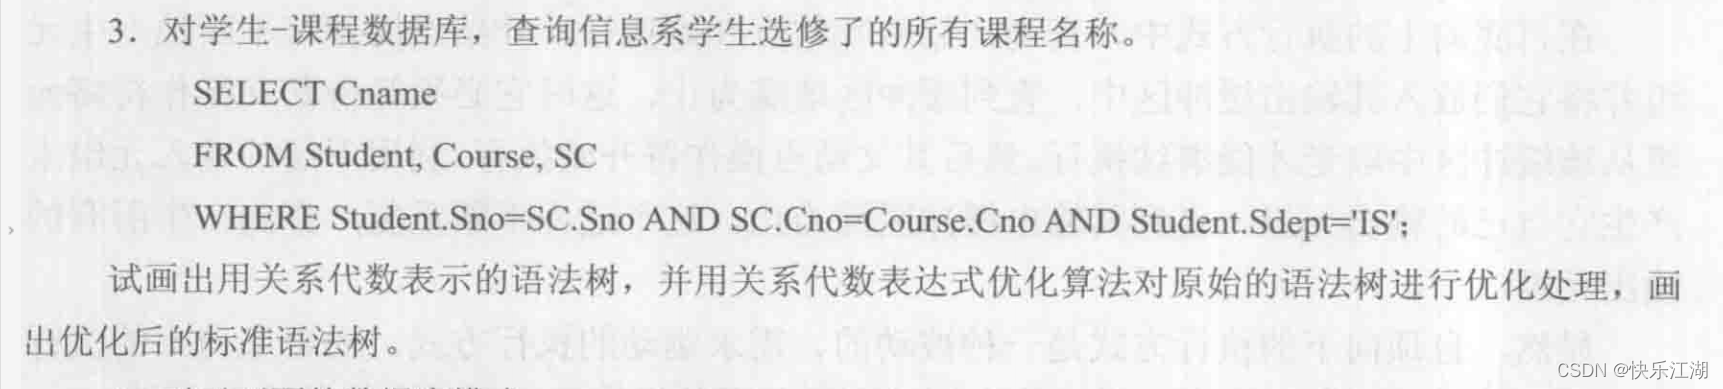 3. 对学生-课程数据库，查询信息系学生选修了的所有课程名称。
SELECT Cname
FROM Student, Course, SC
WHERE Student.Sno=SC.Sno AND SC.Cno=Course.Cno AND Student.Sdept='IS';
试画出用关系代数表示的语法树，并用关系代数表达式优化算法对原始的语法树进行优化处理，画
出优化后的标准语法树。
CSDN @快乐江湖